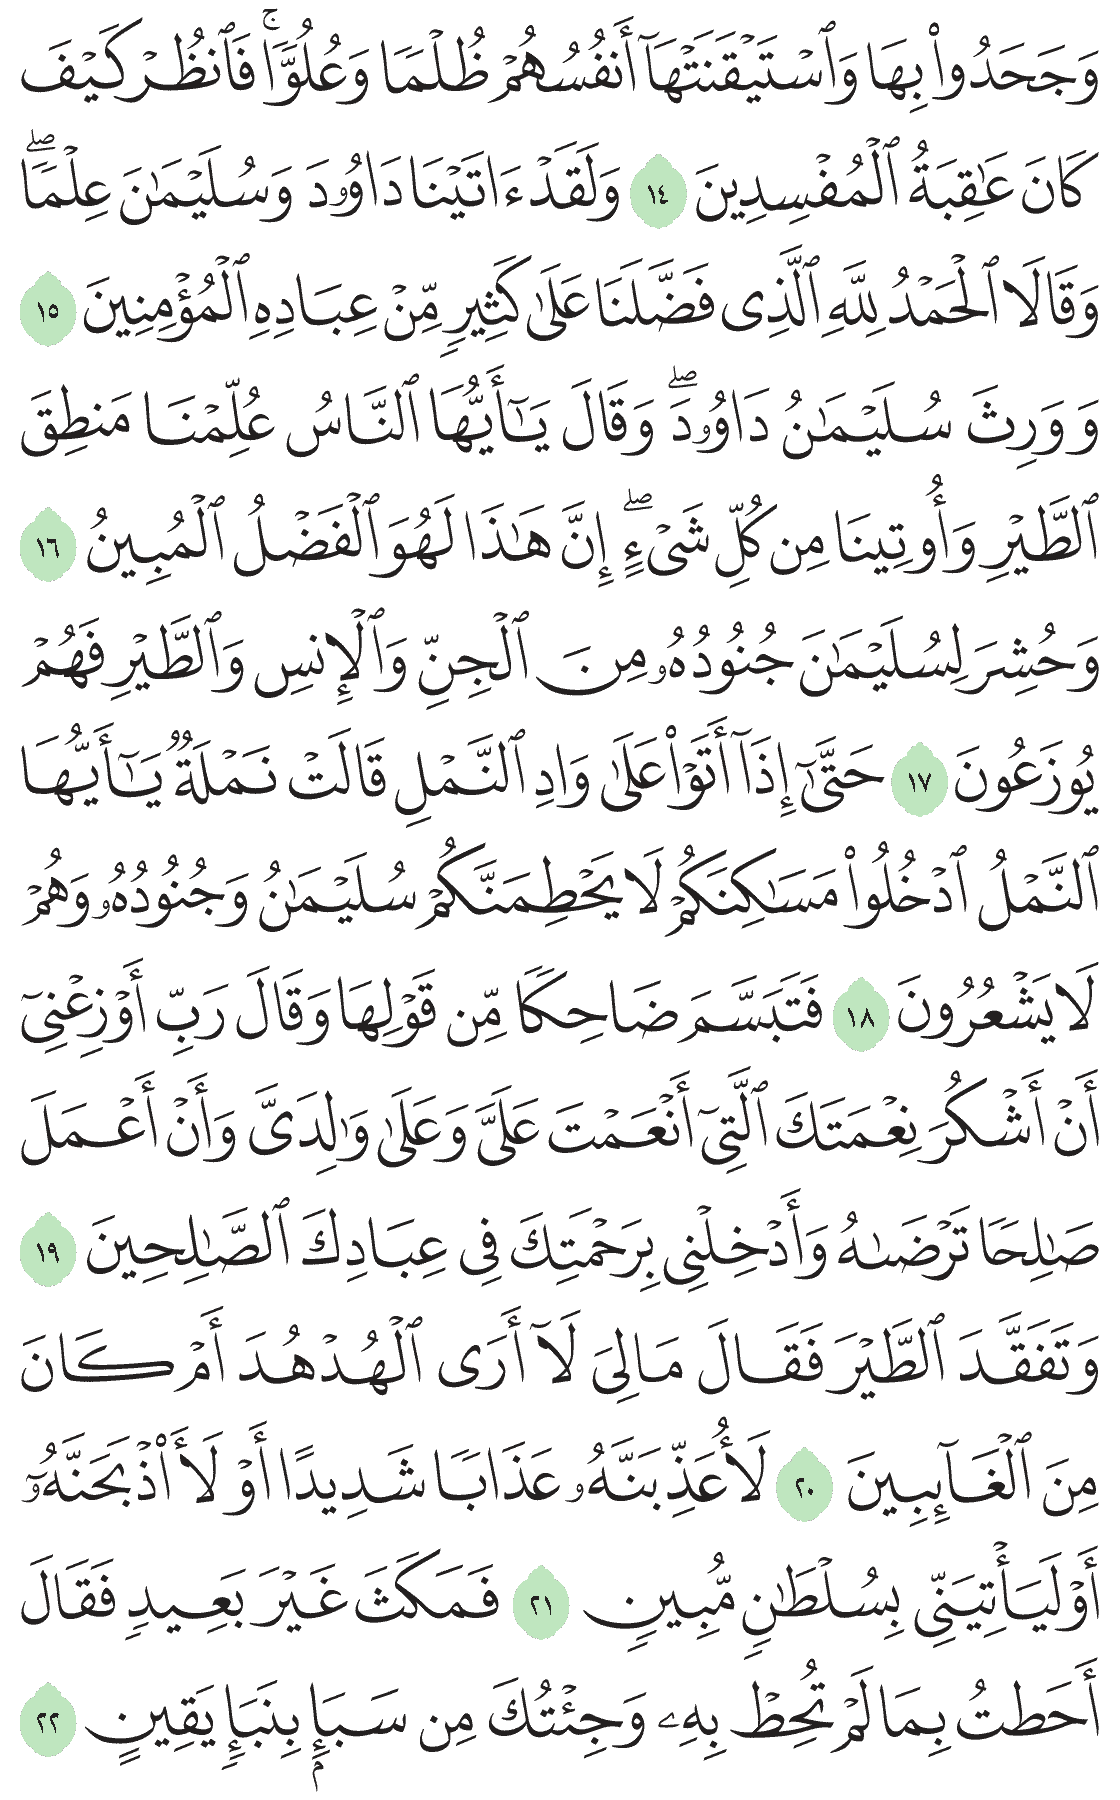 وَجَحَدُوا۟ بِهَا وَٱسْتَيْقَنَتْهَآ أَنفُسُهُمْ ظُلْمًا وَعُلُوًّا ۚ فَٱنظُرْ كَيْفَ
كَانَ عَـٰقِبَةُ ٱلْمُفْسِدِينَ ١٤ وَلَقَدْ ءَاتَيْنَا دَاوُۥدَ وَسُلَيْمَـٰنَ عِلْمًا ۖ
وَقَالَا ٱلْحَمْدُ لِلَّهِ ٱلَّذِى فَضَّلَنَا عَلَىٰ كَثِيرٍ مِّنْ عِبَادِهِ ٱلْمُؤْمِنِينَ ١٥
وَوَرِثَ سُلَيْمَـٰنُ دَاوُۥدَ ۖ وَقَالَ يَـٰٓأَيُّهَا ٱلنَّاسُ عُلِّمْنَا مَنطِقَ
ٱلطَّيْرِ وَأُوتِينَا مِن كُلِّ شَىْءٍ ۖ إِنَّ هَـٰذَا لَهُوَ ٱلْفَضْلُ ٱلْمُبِينُ ١٦
وَحُشِرَ لِسُلَيْمَـٰنَ جُنُودُهُۥ مِنَ ٱلْجِنِّ وَٱلْإِنسِ وَٱلطَّيْرِ فَهُمْ
يُوزَعُونَ ١٧ حَتَّىٰٓ إِذَآ أَتَوْا۟ عَلَىٰ وَادِ ٱلنَّمْلِ قَالَتْ نَمْلَةٌ يَـٰٓأَيُّهَا
ٱلنَّمْلُ ٱدْخُلُوا۟ مَسَـٰكِنَكُمْ لَا يَحْطِمَنَّكُمْ سُلَيْمَـٰنُ وَجُنُودُهُۥ وَهُمْ
لَا يَشْعُرُونَ ١٨ فَتَبَسَّمَ ضَاحِكًا مِّن قَوْلِهَا وَقَالَ رَبِّ أَوْزِعْنِىٓ
أَنْ أَشْكُرَ نِعْمَتَكَ ٱلَّتِىٓ أَنْعَمْتَ عَلَىَّ وَعَلَىٰ وَٰلِدَىَّ وَأَنْ أَعْمَلَ
صَـٰلِحًا تَرْضَىٰهُ وَأَدْخِلْنِى بِرَحْمَتِكَ فِى عِبَادِكَ ٱلصَّـٰلِحِينَ ١٩
وَتَفَقَّدَ ٱلطَّيْرَ فَقَالَ مَالِىَ لَآ أَرَى ٱلْهُدْهُدَ أَمْ كَانَ
مِنَ ٱلْغَآئِبِينَ ٢٠ لَأُعَذِّبَنَّهُۥ عَذَابًا شَدِيدًا أَوْ لَأَا۟ذْبَحَنَّهُۥٓ
أَوْ لَيَأْتِيَنِّى بِسُلْطَـٰنٍ مُّبِينٍ ٢١ فَمَكَثَ غَيْرَ بَعِيدٍ فَقَالَ
أَحَطتُ بِمَا لَمْ تُحِطْ بِهِۦ وَجِئْتُكَ مِن سَبَإٍۭ بِنَبَإٍ يَقِينٍ ٢٢